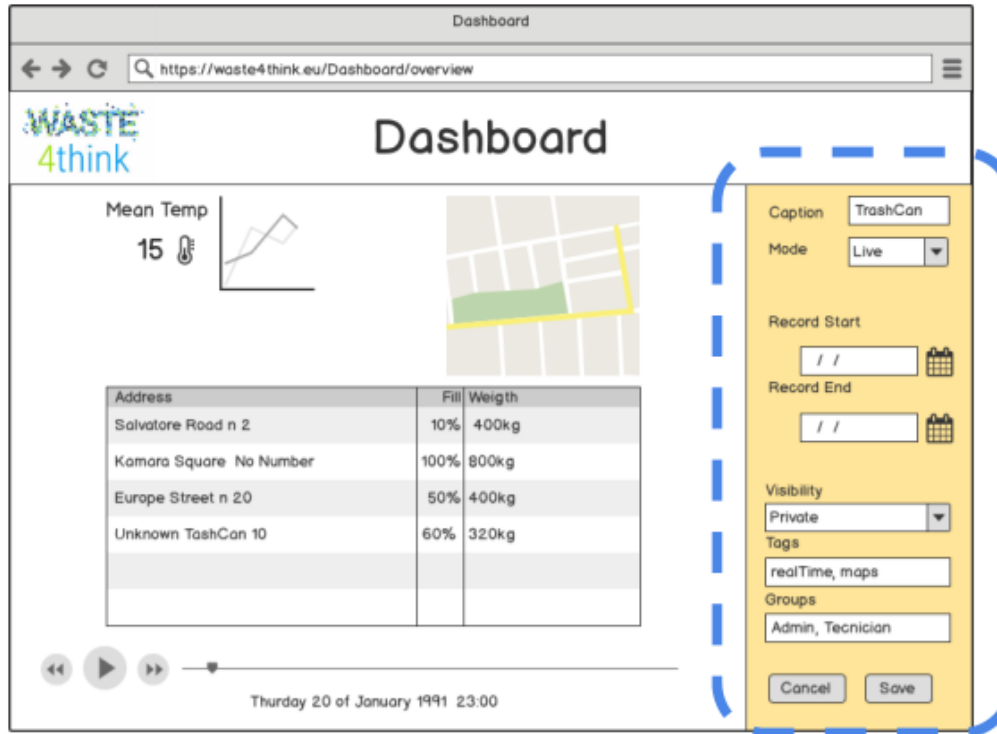 Dashboard
https://waste4think.eu/Dashboard/overview
WASTE
4think
Dashboard
Mean Temp
15
Address Fill Weigth
Salvatore Road n 2 10% 400kg
Kamara Square No Number 100% 800kg
Europe Street n 20 50% 400kg
Unknown TashCan 10 60% 320kg
Thurday 20 of January 1991 23:00
Caption TrashCan
Mode Live
Record Start
/ /
Record End
/ /
Visibility
Private
Tags
realTime, maps
Groups
Admin, Tecnician
Cancel Save